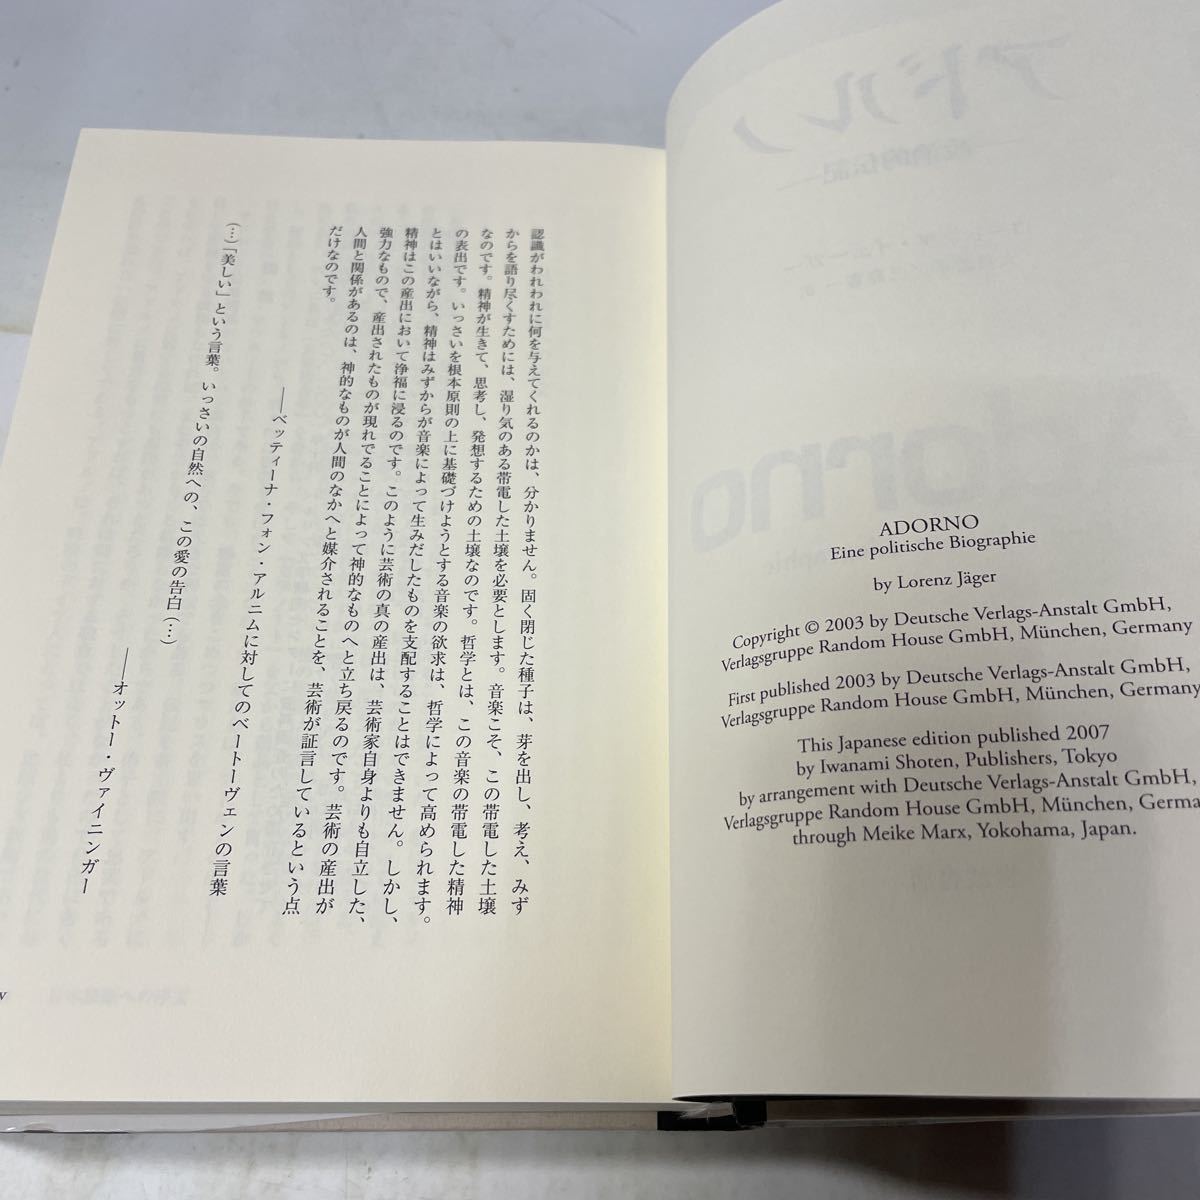 ADORNO
Eine politische Biographie
by Lorenz Jäger
Copyright © 2003 by Deutsche Verlags-Anstalt GmbH,
Verlagsgruppe Random House GmbH, München, Germany
First published 2003 by Deutsche Verlags-Anstalt GmbH,
Verlagsgruppe Random House GmbH, München, Germany
This Japanese edition published 2007
by Iwanami Shoten, Publishers, Tokyo
by arrangement with Deutsche Verlags-Anstalt GmbH,
Verlagsgruppe Random House GmbH, München, Germa
through Meike Marx, Yokohama, Japan.
認識がわれわれに何を与えてくれるのかは、分かりません。固く閉じた種子は、芽を出し、考え、みず
からを語り尽くすためには、湿り気のある帯電した土壌を必要とします。音楽こそ、この帯電した土壌
なのです。精神が生きて、思考し、発想するための土壌なのです。哲学とは、この音楽の帯電した精神
の表出です。いっさいを根本原則の上に基礎づけようとする音楽の欲求は、哲学によって高められます。
とはいいながら、精神はみずからが音楽によって生みだしたものを支配することはできません。しかし、
精神はこの産出において浄福に浸るのです。このように芸術の真の産出は、芸術家自身よりも自立した、
強力なもので、産出されたものが現れでることによって神的なものへと立ち戻るのです。芸術の産出が
人間と関係があるのは、神的なものが人間のなかへと媒介されることを、芸術が証言しているという点
だけなのです。
——ベッティーナ・フォン・アルニムに対してのベートーヴェンの言葉
(…)「美しい」という言葉。いっさいの自然への、この愛の告白(…)
——オットー・ヴァイニンガー
v